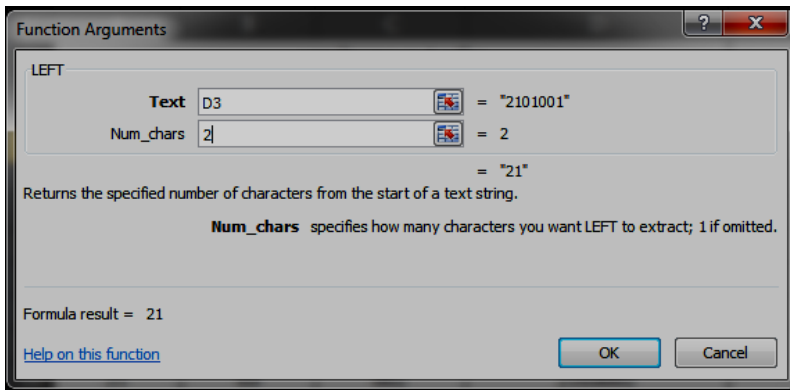 Function Arguments
?
LEFT
Text D3 = "2101001"
Num_chars 2 = 2
= "21"
Returns the specified number of characters from the start of a text string.
Num_chars specifies how many characters you want LEFT to extract; 1 if omitted.
Formula result = 21
Help on this function OK Cancel